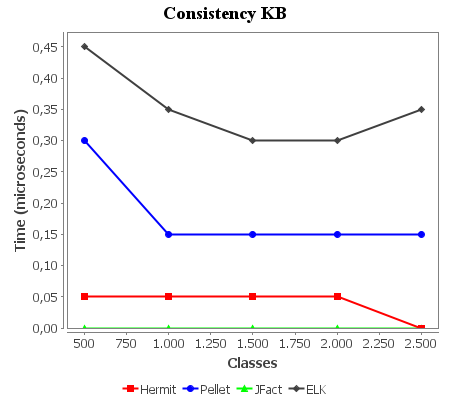 Consistency KB
Time (microseconds)
0,45
0,40
0,35
0,30
0,25
0,20
0,15
0,10
0,05
0,00
500 750 1.000 1.250 1.500 1.750 2.000 2.250 2.500
Classes
Hermit Pellet JFact ELK